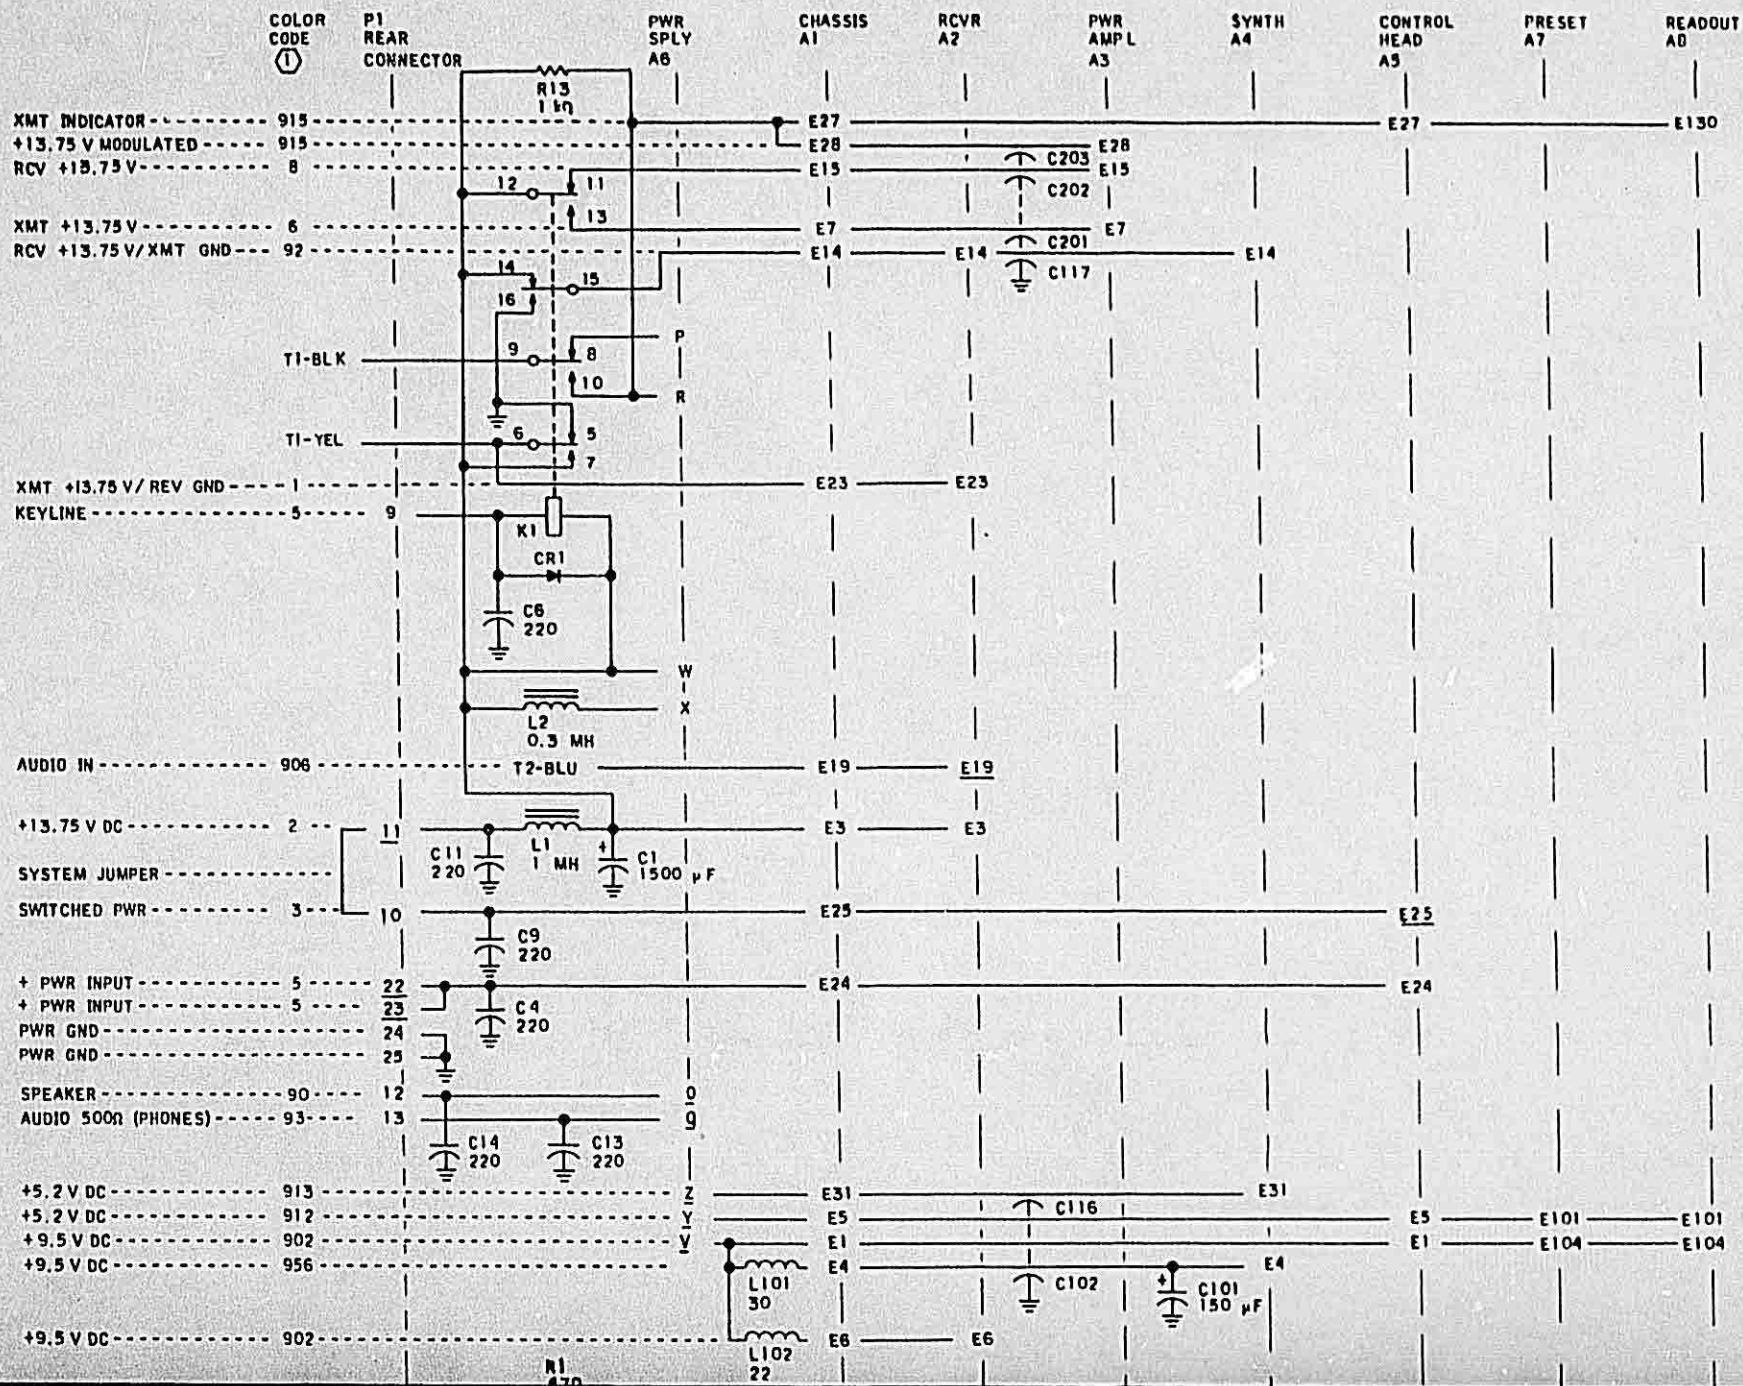 COLOR CODE 1
P1 REAR CONNECTOR
PWR SPLY A6
CHASSIS A1
RCVR A2
PWR AMPL A3
SYNTH A4
CONTROL HEAD A5
PRESET A7
READOUT A8
R13
1 kΩ
XMT INDICATOR 915 E27 E27 E130
+13.75 V MODULATED 915 E28 E28
C203
RCV +13.75 V 8 E15 E15
12 11
C202
13
XMT +13.75 V 6 E7 E7
C201
RCV +13.75 V/XMT GND 92 E14 E14 E14
C117
14
15
16
P
T1-BLK 9 8
10
R
T1-YEL 6 5
7
XMT +13.75 V/REV GND 1 E23 E23
KEYLINE 5 9
K1
CR1
C6
220
W
X
L2
0.3 MH
AUDIO IN 906 T2-BLU E19 E19
+13.75 V DC 2 11 E3 E3
C11
220
L1
1 MH
+
C1
1500 µF
SYSTEM JUMPER
SWITCHED PWR 3 10 E25 E25
C9
220
+ PWR INPUT 5 22 E24 E24
+ PWR INPUT 5 23
C4
220
PWR GND 24
PWR GND 25
SPEAKER 90 12
AUDIO 500Ω (PHONES) 93 13
C14
220
C13
220
+5.2 V DC 913 Z E31 E31
C116
+5.2 V DC 912 Y E5 E5 E101 E101
+9.5 V DC 902 V E1 E1 E104 E104
+9.5 V DC 956 E4 E4
L101
30
C102
+
C101
150 µF
+9.5 V DC 902 E6 E6
L102
22
R1